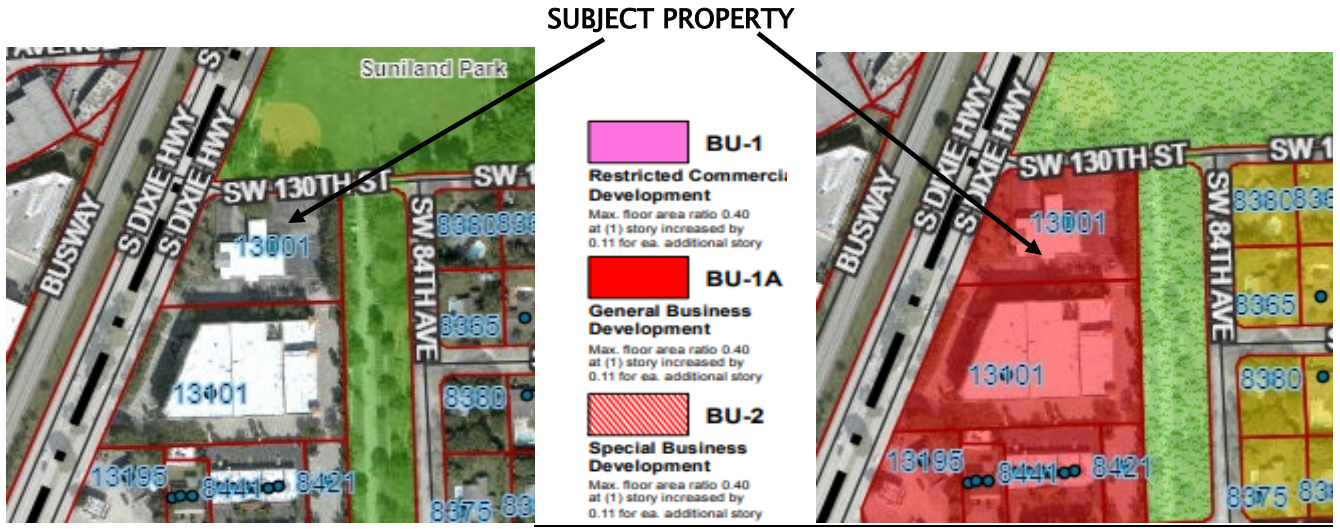 SUBJECT PROPERTY
Suniland Park
S
S DIXIE HWY
S DIXIE HWY
BUSWAY
SW 130TH ST
SW 1
SW 84TH AVE
13001
8360
836
8365
13101
8380
13195
8441
8421
8375
83
BU-1
Restricted Commercia
Development
Max. floor area ratio 0.40
at (1) story increased by
0.11 for ea. additional story
BU-1A
General Business
Development
Max. floor area ratio 0.40
at (1) story increased by
0.11 for ea. additional story
BU-2
Special Business
Development
Max. floor area ratio 0.40
at (1) story increased by
0.11 for ea. additional story
S DIXIE HWY
S DIXIE HWY
BUSWAY
SW 130TH ST
SW 1
SW 84TH AVE
13001
8360
836
8365
13101
8380
13195
8441
8421
8375
83